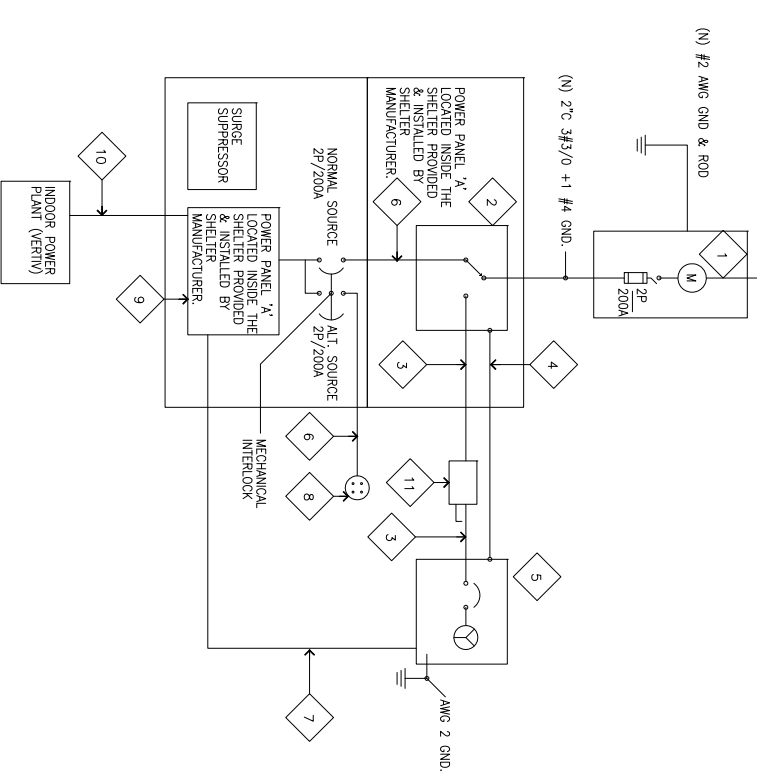 (N) #2 AWG GND & ROD
1
M
2P
200A
(N) 2"C 3#3/0 +1 #4 GND.
POWER PANEL 'A'
LOCATED INSIDE THE
SHELTER PROVIDED
& INSTALLED BY
SHELTER
MANUFACTURER.
2
6
3
4
11
3
5
AWG 2 GND.
NORMAL SOURCE
2P/200A
ALT. SOURCE
2P/200A
6
8
MECHANICAL
INTERLOCK
7
SURGE
SUPPRESSOR
POWER PANEL 'A'
LOCATED INSIDE THE
SHELTER PROVIDED
& INSTALLED BY
SHELTER
MANUFACTURER.
9
10
INDOOR POWER
PLANT (VERTIV)